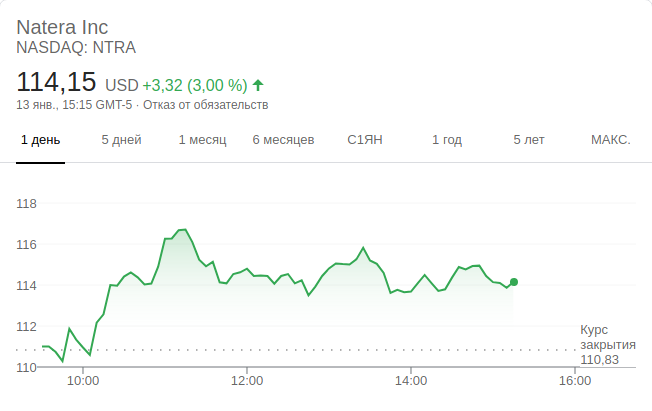 Natera Inc
NASDAQ: NTRA
114,15 USD +3,32 (3,00 %)
13 янв., 15:15 GMT-5 · Отказ от обязательств
1 день 5 дней 1 месяц 6 месяцев С1ЯН 1 год 5 лет МАКС.
118
116
114
112
Курс
закрытия
110,83
110
10:00 12:00 14:00 16:00